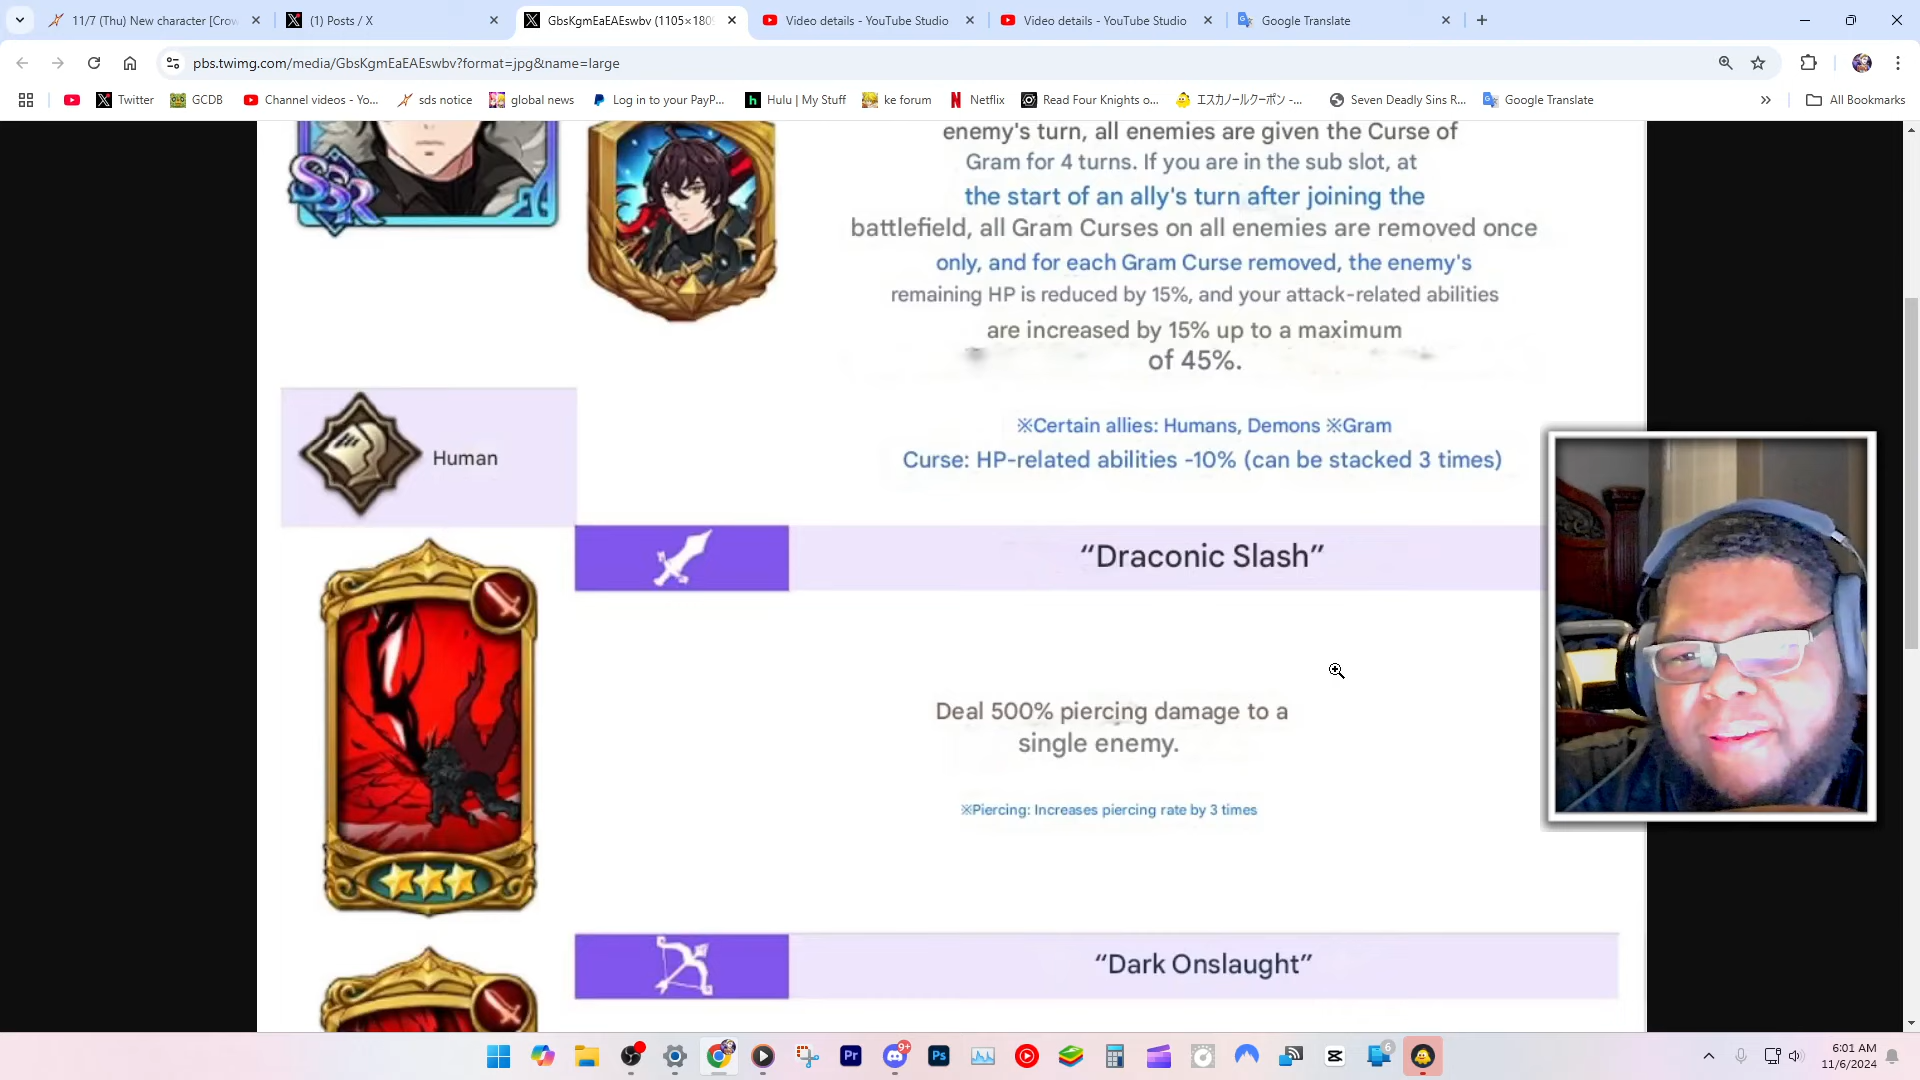 11/7 (Thu) New character [Crow
(1) Posts / X
GbsKgmEaEAEswbv (1105×180
Video details - YouTube Studio
Video details - YouTube Studio
Google Translate
pbs.twimg.com/media/GbsKgmEaEAEswbv?format=jpg&name=large
Twitter
GCDB
Channel videos - Yo...
sds notice
global news
Log in to your PayP...
Hulu | My Stuff
ke forum
Netflix
Read Four Knights o...
エスカノールクーポン -...
Seven Deadly Sins R...
Google Translate
All Bookmarks
enemy's turn, all enemies are given the Curse of
Gram for 4 turns. If you are in the sub slot, at
the start of an ally's turn after joining the
battlefield, all Gram Curses on all enemies are removed once
only, and for each Gram Curse removed, the enemy's
remaining HP is reduced by 15%, and your attack-related abilities
are increased by 15% up to a maximum
of 45%.
SSR
Human
※Certain allies: Humans, Demons ※Gram
Curse: HP-related abilities -10% (can be stacked 3 times)
“Draconic Slash”
Deal 500% piercing damage to a
single enemy.
※Piercing: Increases piercing rate by 3 times
“Dark Onslaught”
9+
Pr
Ps
6
6:01 AM
11/6/2024